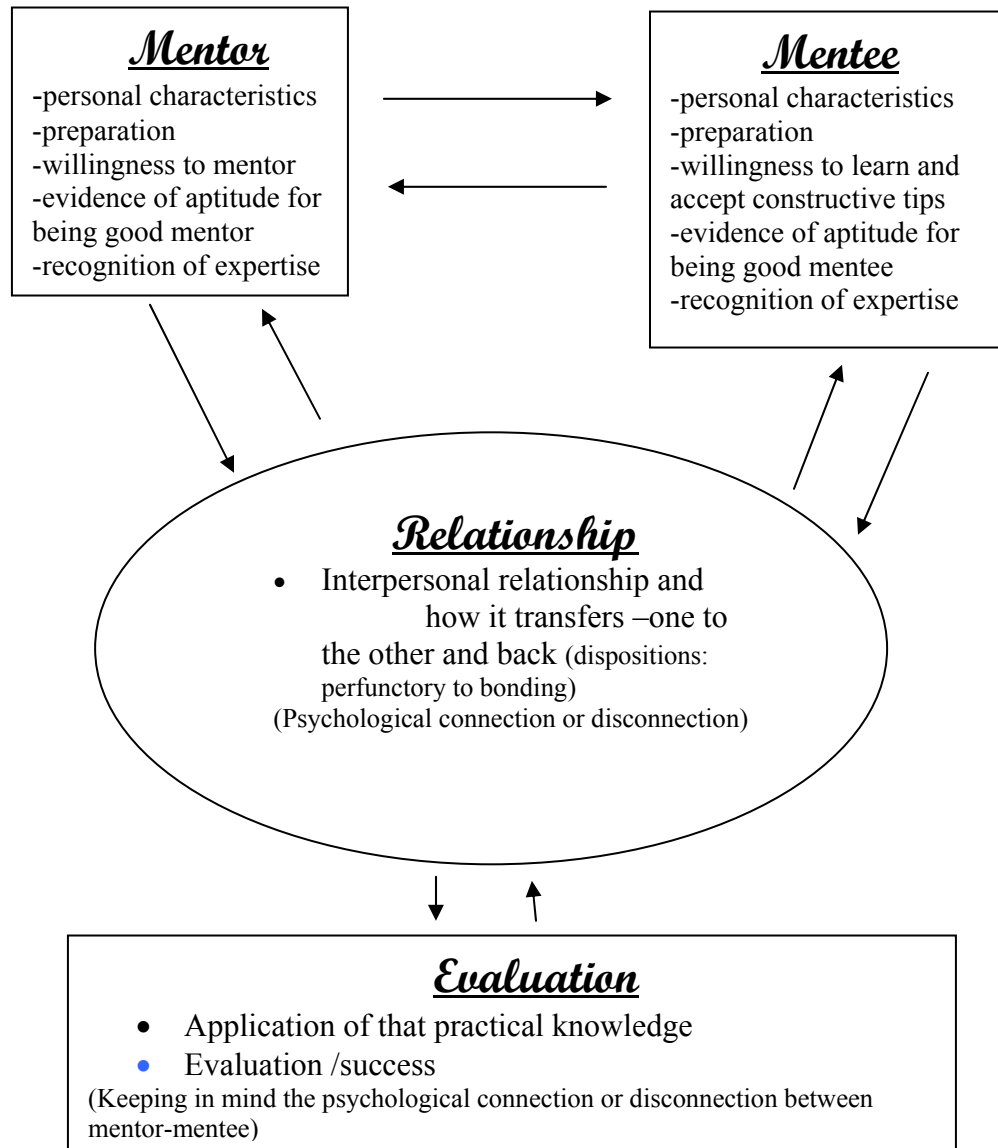 Mentor
-personal characteristics
-preparation
-willingness to mentor
-evidence of aptitude for
being good mentor
-recognition of expertise
Mentee
-personal characteristics
-preparation
-willingness to learn and
accept constructive tips
-evidence of aptitude for
being good mentee
-recognition of expertise
Relationship
• Interpersonal relationship and
how it transfers –one to
the other and back (dispositions:
perfunctory to bonding)
(Psychological connection or disconnection)
Evaluation
• Application of that practical knowledge
• Evaluation /success
(Keeping in mind the psychological connection or disconnection between
mentor-mentee)